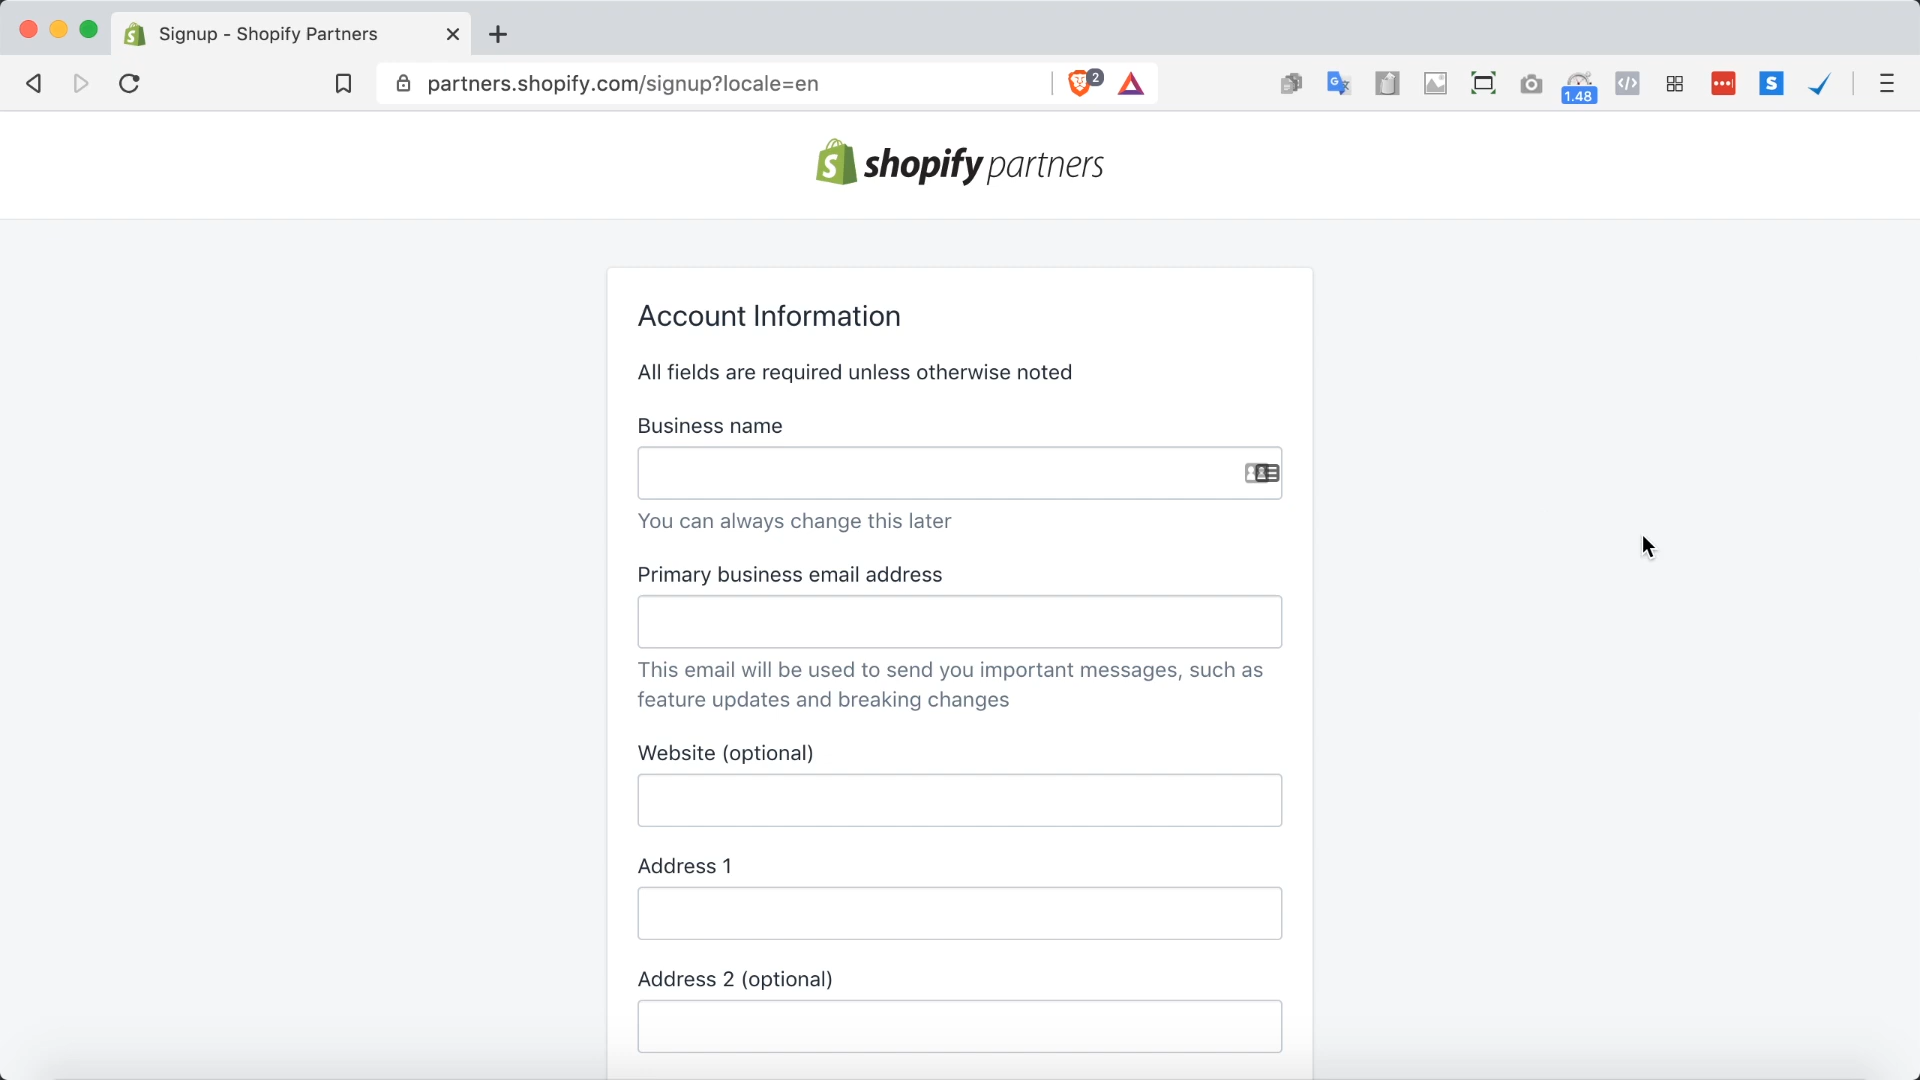 Signup - Shopify Partners
partners.shopify.com/signup?locale=en
2
1.48
shopify partners
Account Information
All fields are required unless otherwise noted
Business name
You can always change this later
Primary business email address
This email will be used to send you important messages, such as
feature updates and breaking changes
Website (optional)
Address 1
Address 2 (optional)